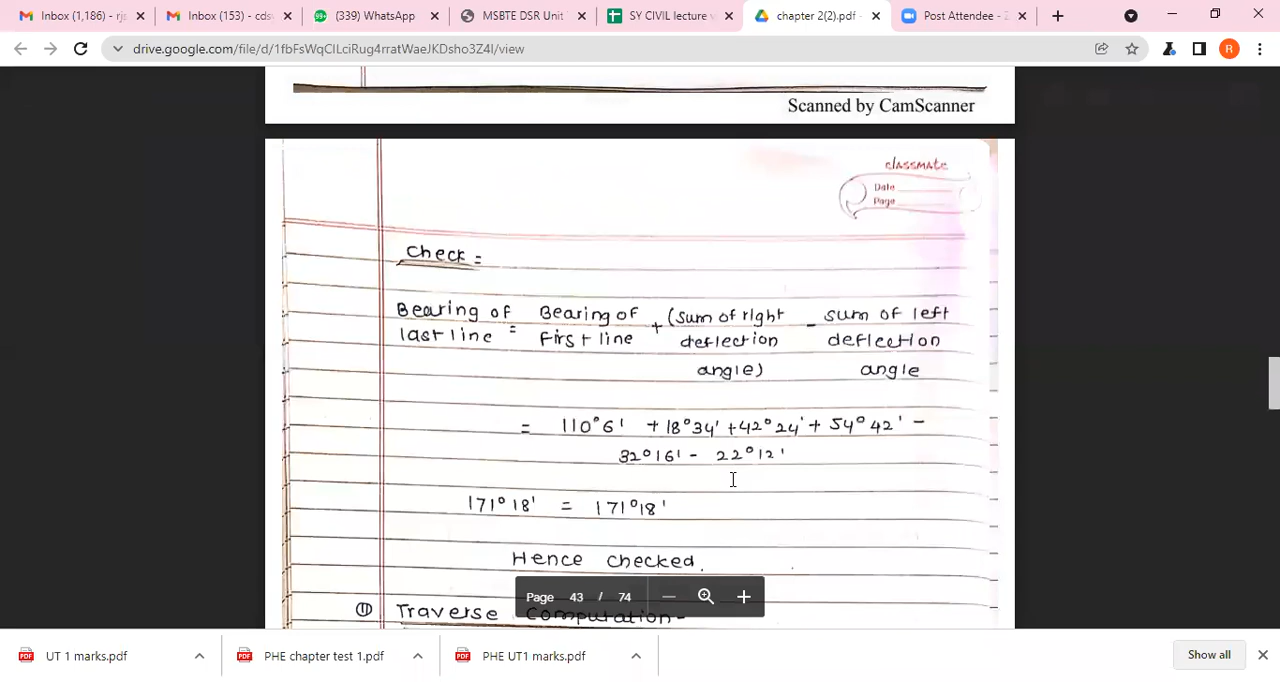 Inbox (1,186) - rjs
Inbox (153) - cds
(339) WhatsApp
MSBTE DSR Unit
SY CIVIL lecture
chapter 2(2).pdf -
Post Attendee - Z
drive.google.com/file/d/1fbFsWqClLciRug4rratWaeJKDsho3Z4I/view
R
Scanned by CamScanner
classmate
Date
Page
Check =
Bearing of = Bearing of + (sum of right - sum of left
last line first line deflection deflection
angle) angle
= 110°6' + 18°34' + 42°24' + 54°42' -
32°16' - 22°12'
171°18' = 171°18'
Hence checked.
Page 43 / 74
II Traverse Computation-
UT 1 marks.pdf
PHE chapter test 1.pdf
PHE UT1 marks.pdf
Show all